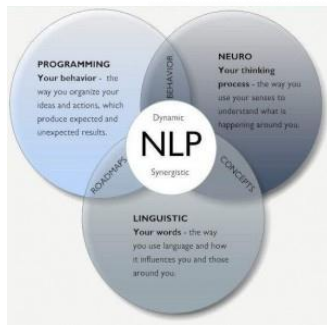 PROGRAMMING
Your behavior - the
way you organize your
ideas and actions, which
produce expected and
unexpected results.
BEHAVIOR
NEURO
Your thinking
process - the way you
use your senses to
understand what is
happening around you.
Dynamic
NLP
Synergistic
ROADMAPS
CONCEPTS
LINGUISTIC
Your words - the way
you use language and how
it influences you and those
around you.